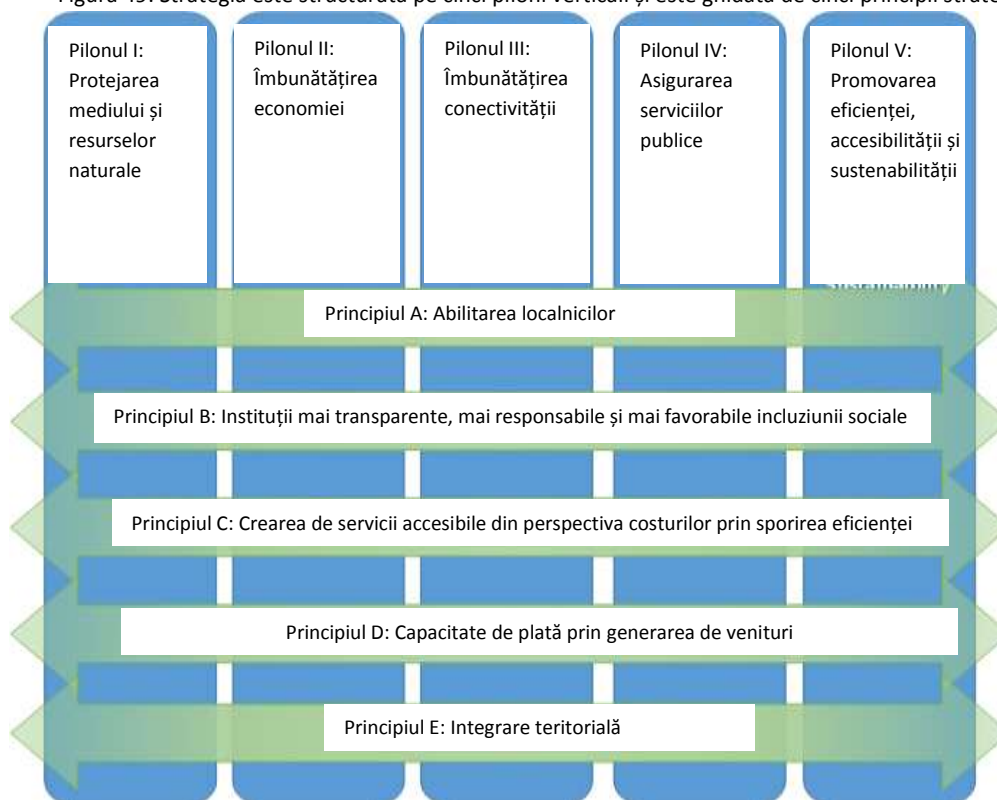 Figura 49: Strategia este structurată pe cinci piloni verticali și este ghidată de cinci principii
Pilonul I:
Protejarea
mediului și
resurselor
naturale
Pilonul II:
Îmbunătățirea
economiei
Pilonul III:
Îmbunătățirea
conectivității
Pilonul IV:
Asigurarea
serviciilor
publice
Pilonul V:
Promovarea
eficienței,
accesibilității și
sustenabilității
Principiul A: Abilitarea localnicilor
Principiul B: Instituții mai transparente, mai responsabile și mai favorabile incluziunii sociale
Principiul C: Crearea de servicii accesibile din perspectiva costurilor prin sporirea eficienței
Principiul D: Capacitate de plată prin generarea de venituri
Principiul E: Integrare teritorială